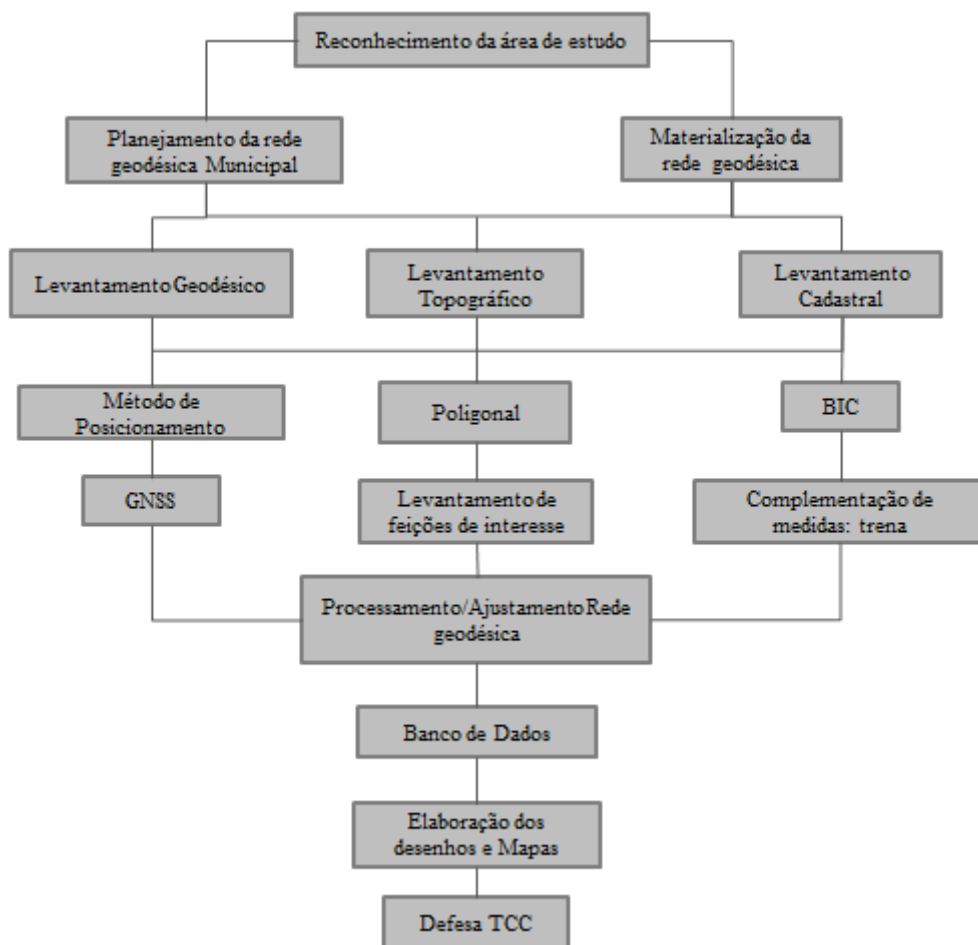 Reconhecimento da área de estudo
Planejamento da rede
geodésica Municipal
Materialização da
rede geodésica
Levantamento Geodésico
Levantamento
Topográfico
Levantamento
Cadastral
Método de
Posicionamento
Poligonal
BIC
GNSS
Levantamento de
feições de interesse
Complementação de
medidas: trena
Processamento/Ajustamento Rede
geodésica
Banco de Dados
Elaboração dos
desenhos e Mapas
Defesa TCC